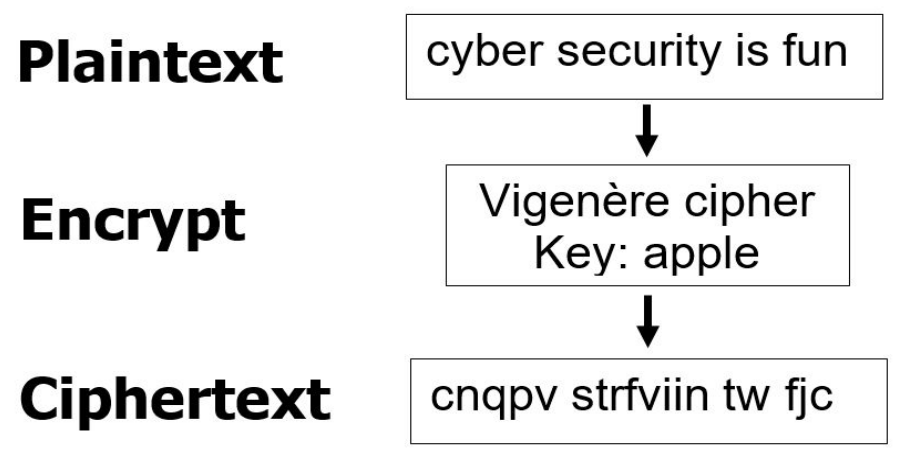 Plaintext
cyber security is fun
Encrypt
Vigenère cipher
Key: apple
Ciphertext
cnqpv strfviin tw fjc